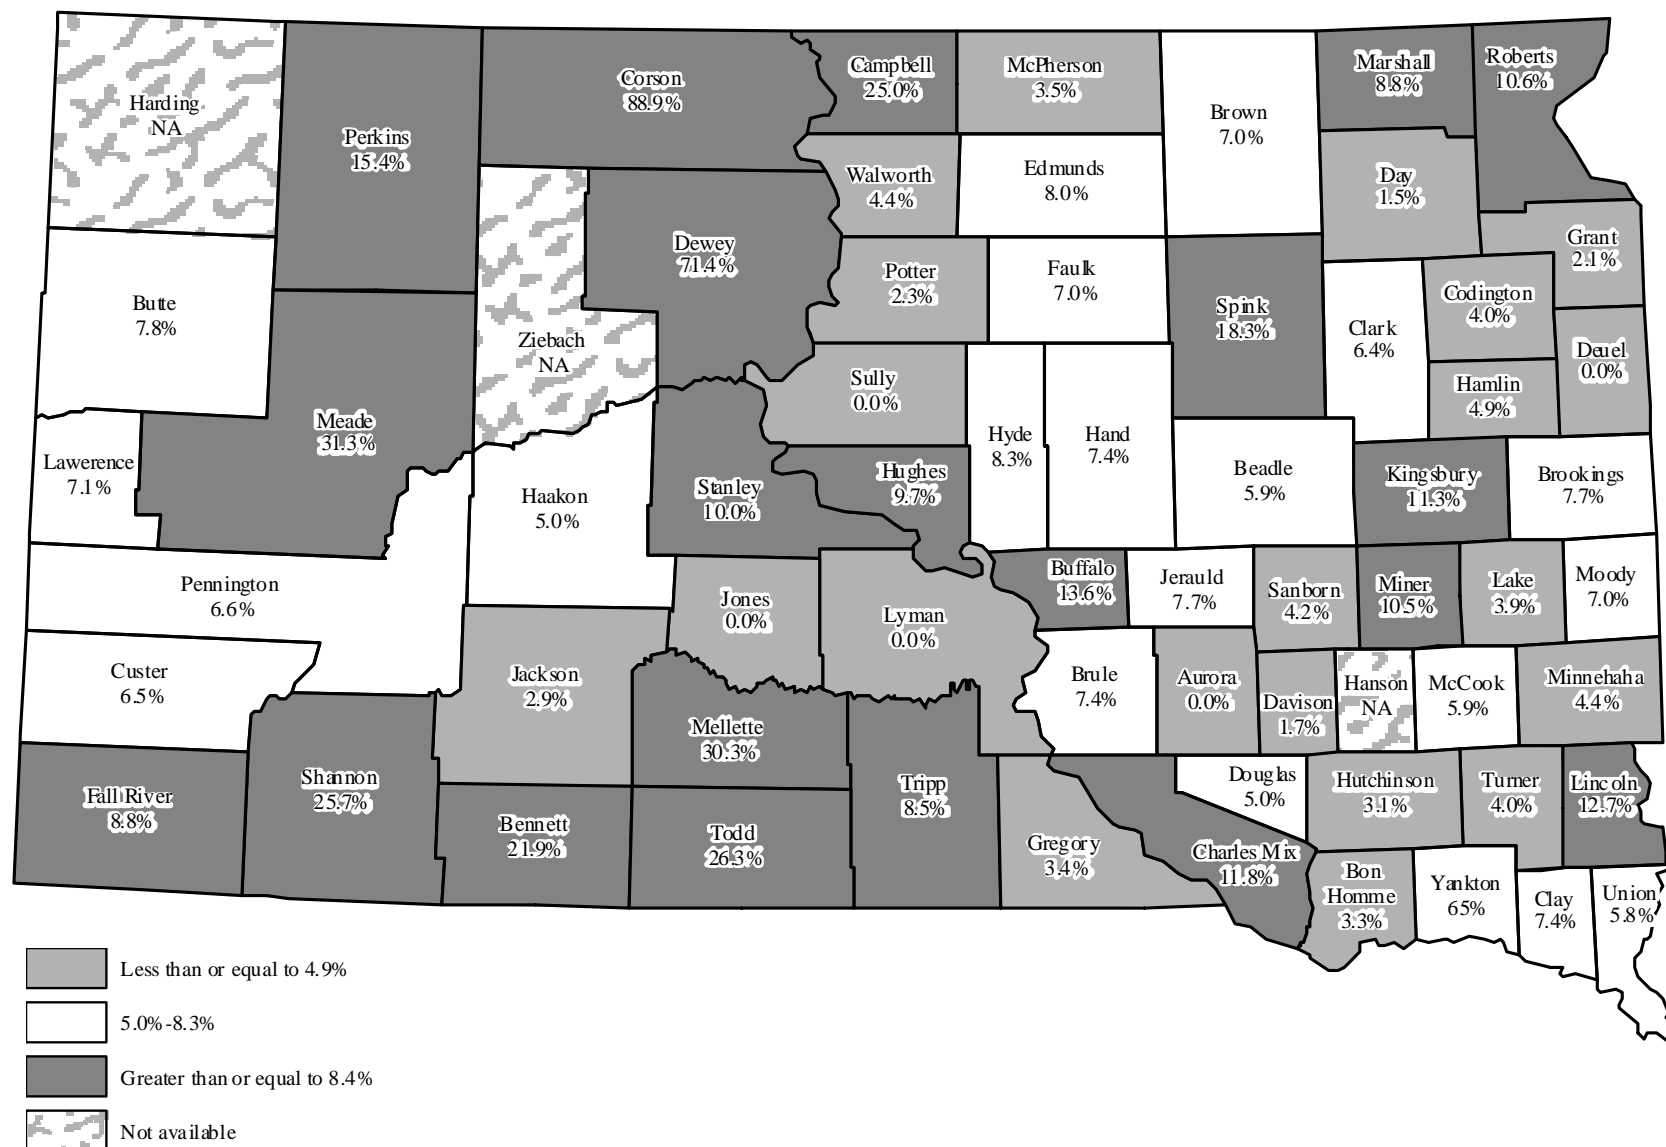 Harding
NA
Perkins
15.4%
Corson
88.9%
Campbell
25.0%
McPherson
3.5%
Brown
7.0%
Marshall
8.8%
Roberts
10.6%
Walworth
4.4%
Edmunds
8.0%
Day
1.5%
Grant
2.1%
Butte
7.8%
Ziebach
NA
Dewey
71.4%
Potter
2.3%
Faulk
7.0%
Spink
18.3%
Clark
6.4%
Codington
4.0%
Deuel
0.0%
Hamlin
4.9%
Meade
31.3%
Sully
0.0%
Hyde
8.3%
Hand
7.4%
Lawerence
7.1%
Haakon
5.0%
Stanley
10.0%
Hughes
9.7%
Beadle
5.9%
Kingsbury
11.3%
Brookings
7.7%
Pennington
6.6%
Jones
0.0%
Lyman
0.0%
Buffalo
13.6%
Jerauld
7.7%
Sanborn
4.2%
Miner
10.5%
Lake
3.9%
Moody
7.0%
Custer
6.5%
Jackson
2.9%
Mellette
30.3%
Brule
7.4%
Aurora
0.0%
Davison
1.7%
Hanson
NA
McCook
5.9%
Minnehaha
4.4%
Fall River
8.8%
Shannon
25.7%
Bennett
21.9%
Todd
26.3%
Tripp
8.5%
Gregory
3.4%
Douglas
5.0%
Charles Mix
11.8%
Hutchinson
3.1%
Turner
4.0%
Lincoln
12.7%
Bon
Homme
3.3%
Yankton
65%
Clay
7.4%
Union
5.8%
Less than or equal to 4.9%
5.0%-8.3%
Greater than or equal to 8.4%
Not available